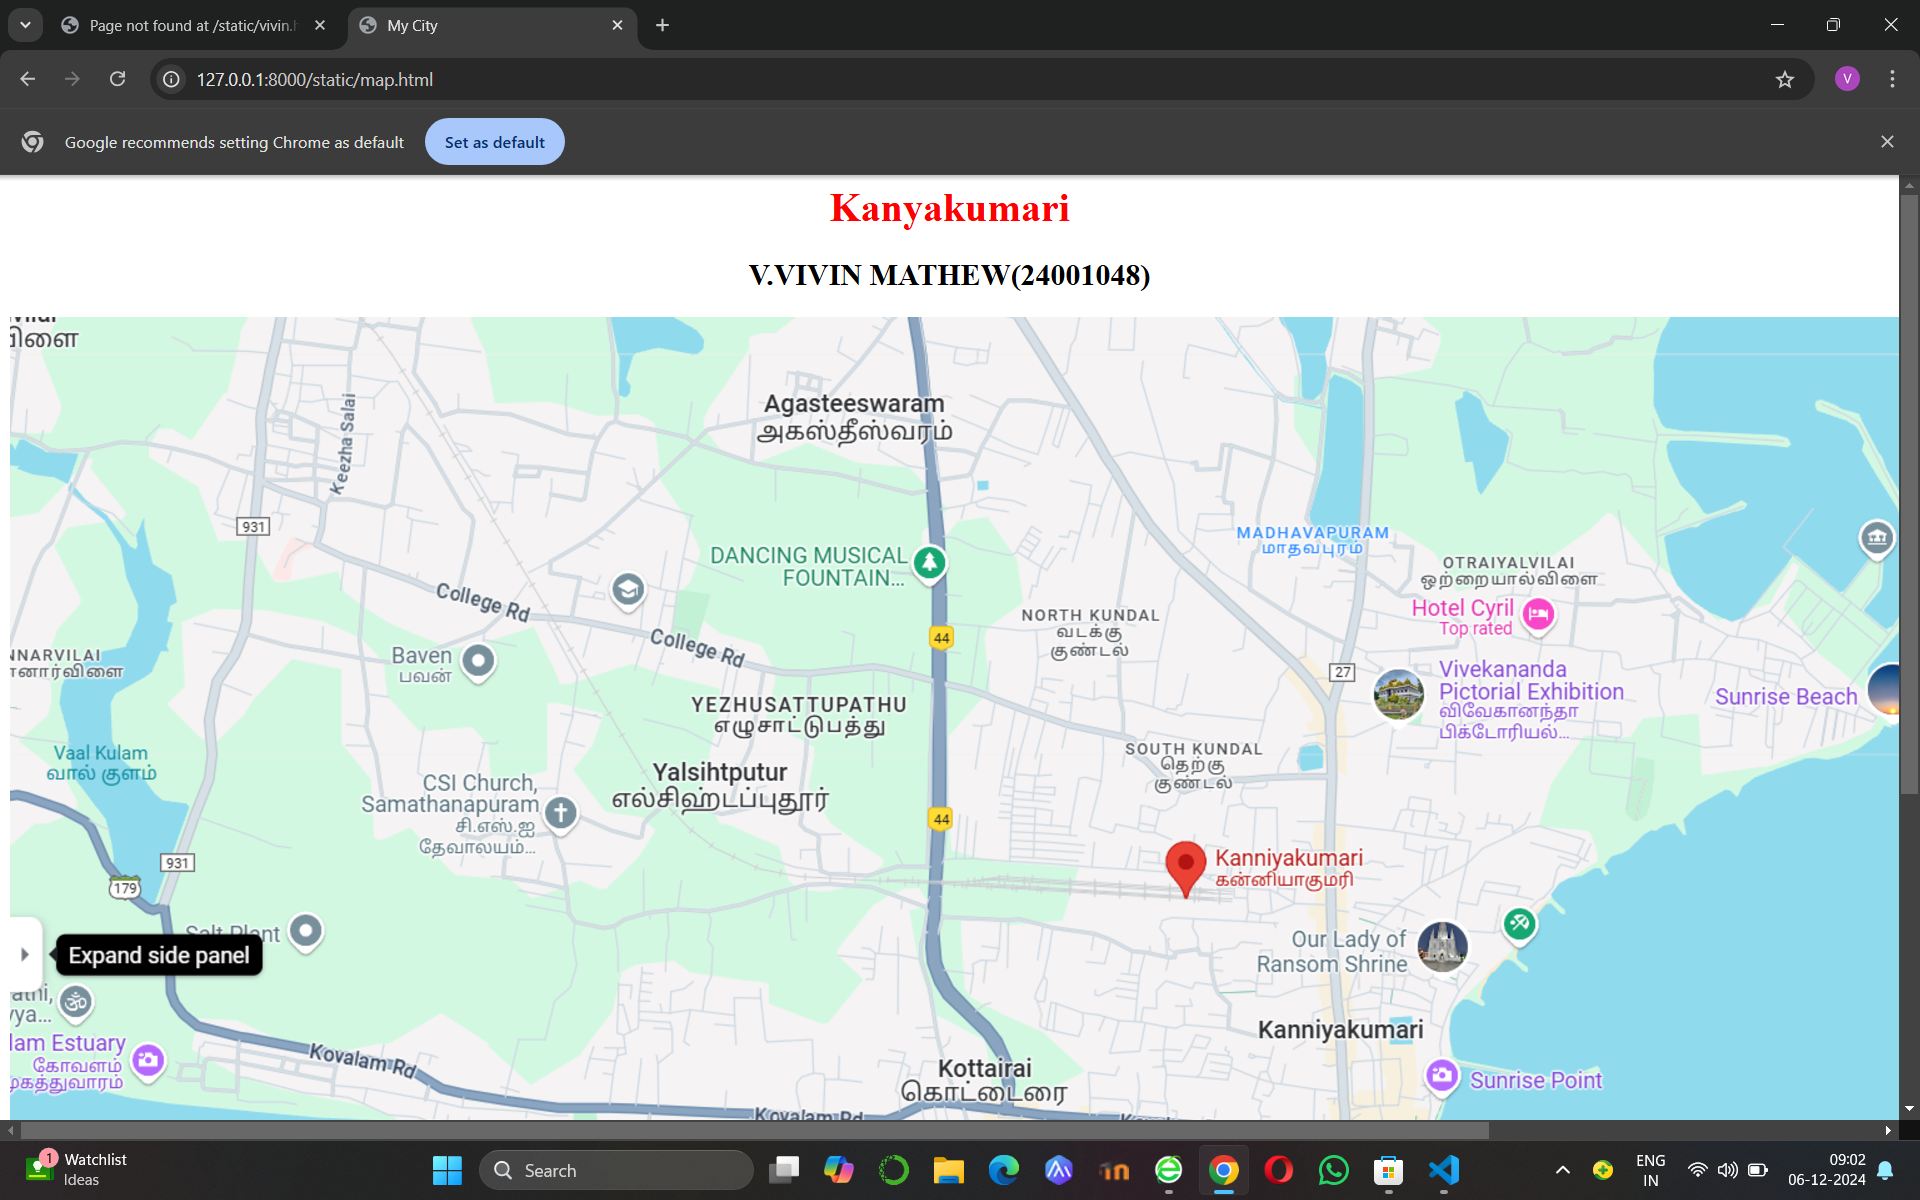 Page not found at /static/vivin.h
My City
127.0.0.1:8000/static/map.html
V
Google recommends setting Chrome as default
Set as default
Kanyakumari
V.VIVIN MATHEW(24001048)
Agasteeswaram
அகஸ்தீஸ்வரம்
Keezha Salai
931
DANCING MUSICAL
FOUNTAIN...
MADHAVAPURAM
மாதவபுரம்
OTRAIYALVILAI
ஒற்றையால்விளை
Hotel Cyril
Top rated
College Rd
College Rd
44
NORTH KUNDAL
வடக்கு
குண்டல்
Baven
பவன்
27
Vivekananda
Pictorial Exhibition
விவேகானந்தா
பிக்டோரியல்...
Sunrise Beach
YEZHUSATTUPATHU
எழுசாட்டுபத்து
Vaal Kulam
வால் குளம்
SOUTH KUNDAL
தெற்கு
குண்டல்
Yalsihtputur
எல்சிஹ்டப்புதூர்
CSI Church,
Samathanapuram
சி.எஸ்.ஐ
தேவாலயம்...
44
931
179
Kanniyakumari
கன்னியாகுமரி
Salt Plant
Expand side panel
Our Lady of
Ransom Shrine
Kanniyakumari
lam Estuary
கோவளம்
முகத்துவாரம்
Kovalam Rd
Kottairai
கொட்டைரை
Sunrise Point
Kovalam Rd
1
Watchlist
Ideas
Search
ENG
IN
09:02
06-12-2024